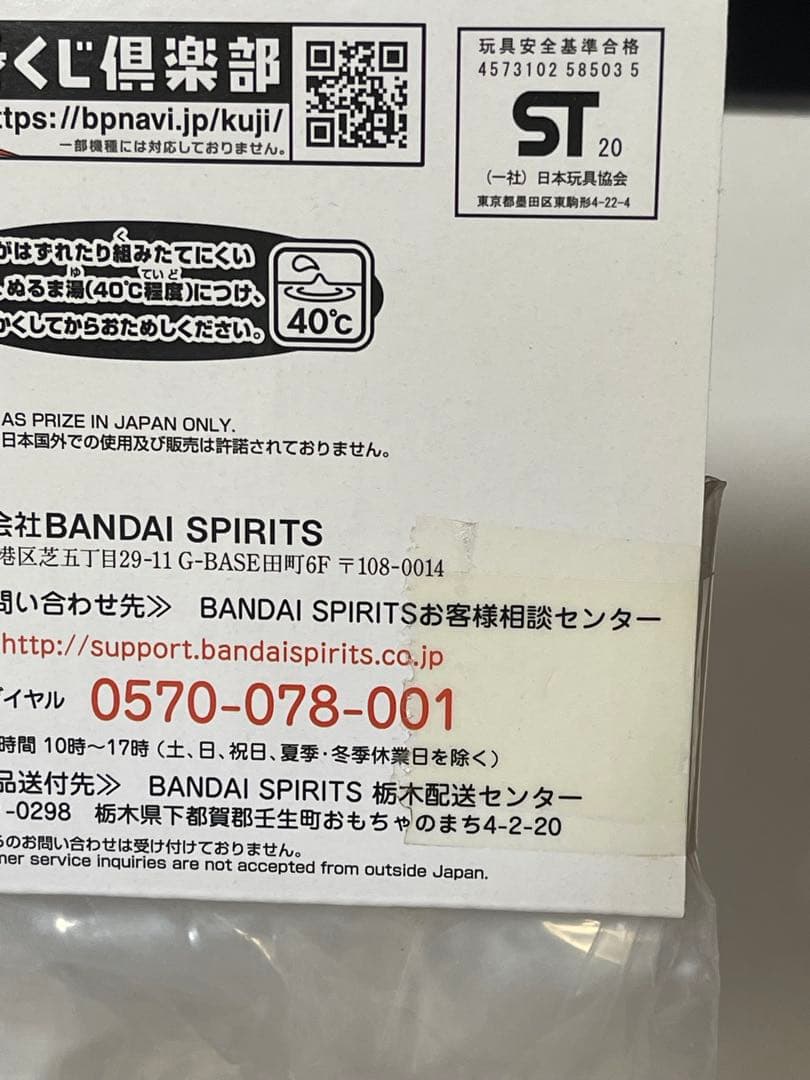 くじ倶楽部
ttps://bpnavi.jp/kuji/
一部機種には対応しておりません。
玩具安全基準合格
4573102 58503 5
ST 20
(一社)日本玩具協会
東京都墨田区東駒形4-22-4
がはずれたり組みたてにくい
く
ぬるま湯(40℃程度)につけ、
ゆ ていど
かくしてからおためしください。
40℃
AS PRIZE IN JAPAN ONLY.
日本国外での使用及び販売は許諾されておりません。
会社BANDAI SPIRITS
港区芝五丁目29-11 G-BASE田町6F 〒108-0014
問い合わせ先≫ BANDAI SPIRITSお客様相談センター
http://support.bandaispirits.co.jp
ダイヤル 0570-078-001
時間 10時〜17時(土、日、祝日、夏季・冬季休業日を除く)
品送付先≫ BANDAI SPIRITS 栃木配送センター
-0298 栃木県下都賀郡壬生町おもちゃのまち4-2-20
らのお問い合わせは受け付けておりません。
mer service inquiries are not accepted from outside Japan.